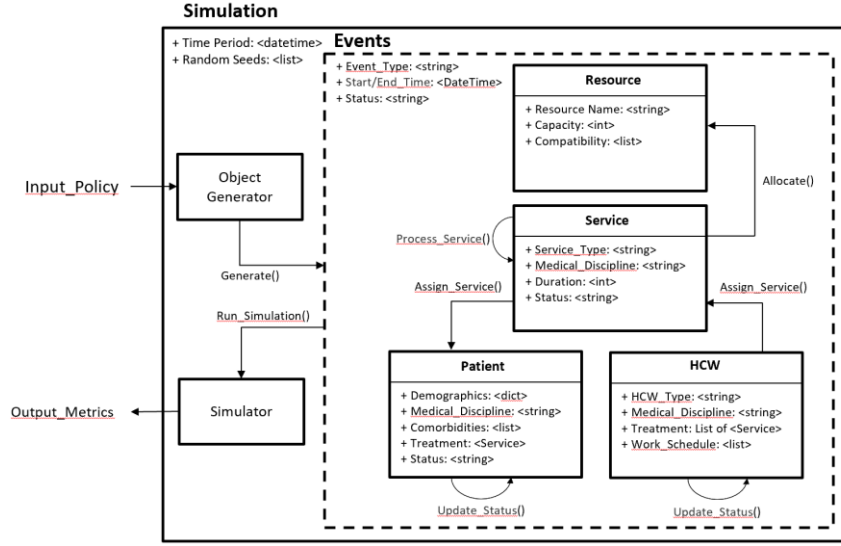 Simulation
+ Time Period: <datetime>
+ Random Seeds: <list>
Events
+ Event_Type: <string>
+ Start/End_Time: <DateTime>
+ Status: <string>
Resource
+ Resource Name: <string>
+ Capacity: <int>
+ Compatibility: <list>
Allocate()
Input_Policy
Object
Generator
Generate()
Service
+ Service_Type: <string>
+ Medical_Discipline: <string>
+ Duration: <int>
+ Status: <string>
Process_Service()
Assign_Service()
Assign_Service()
Run_Simulation()
Simulator
Output_Metrics
Patient
+ Demographics: <dict>
+ Medical_Discipline: <string>
+ Comorbidities: <list>
+ Treatment: <Service>
+ Status: <string>
Update_Status()
HCW
+ HCW_Type: <string>
+ Medical_Discipline: <string>
+ Treatment: List of <Service>
+ Work_Schedule: <list>
Update_Status()